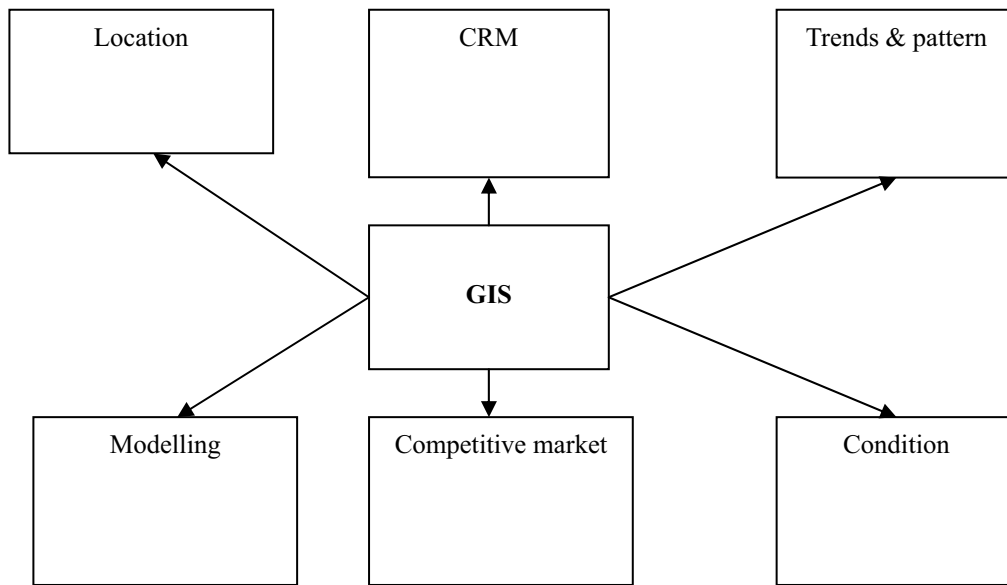 Location
CRM
Trends & pattern
GIS
Modelling
Competitive market
Condition